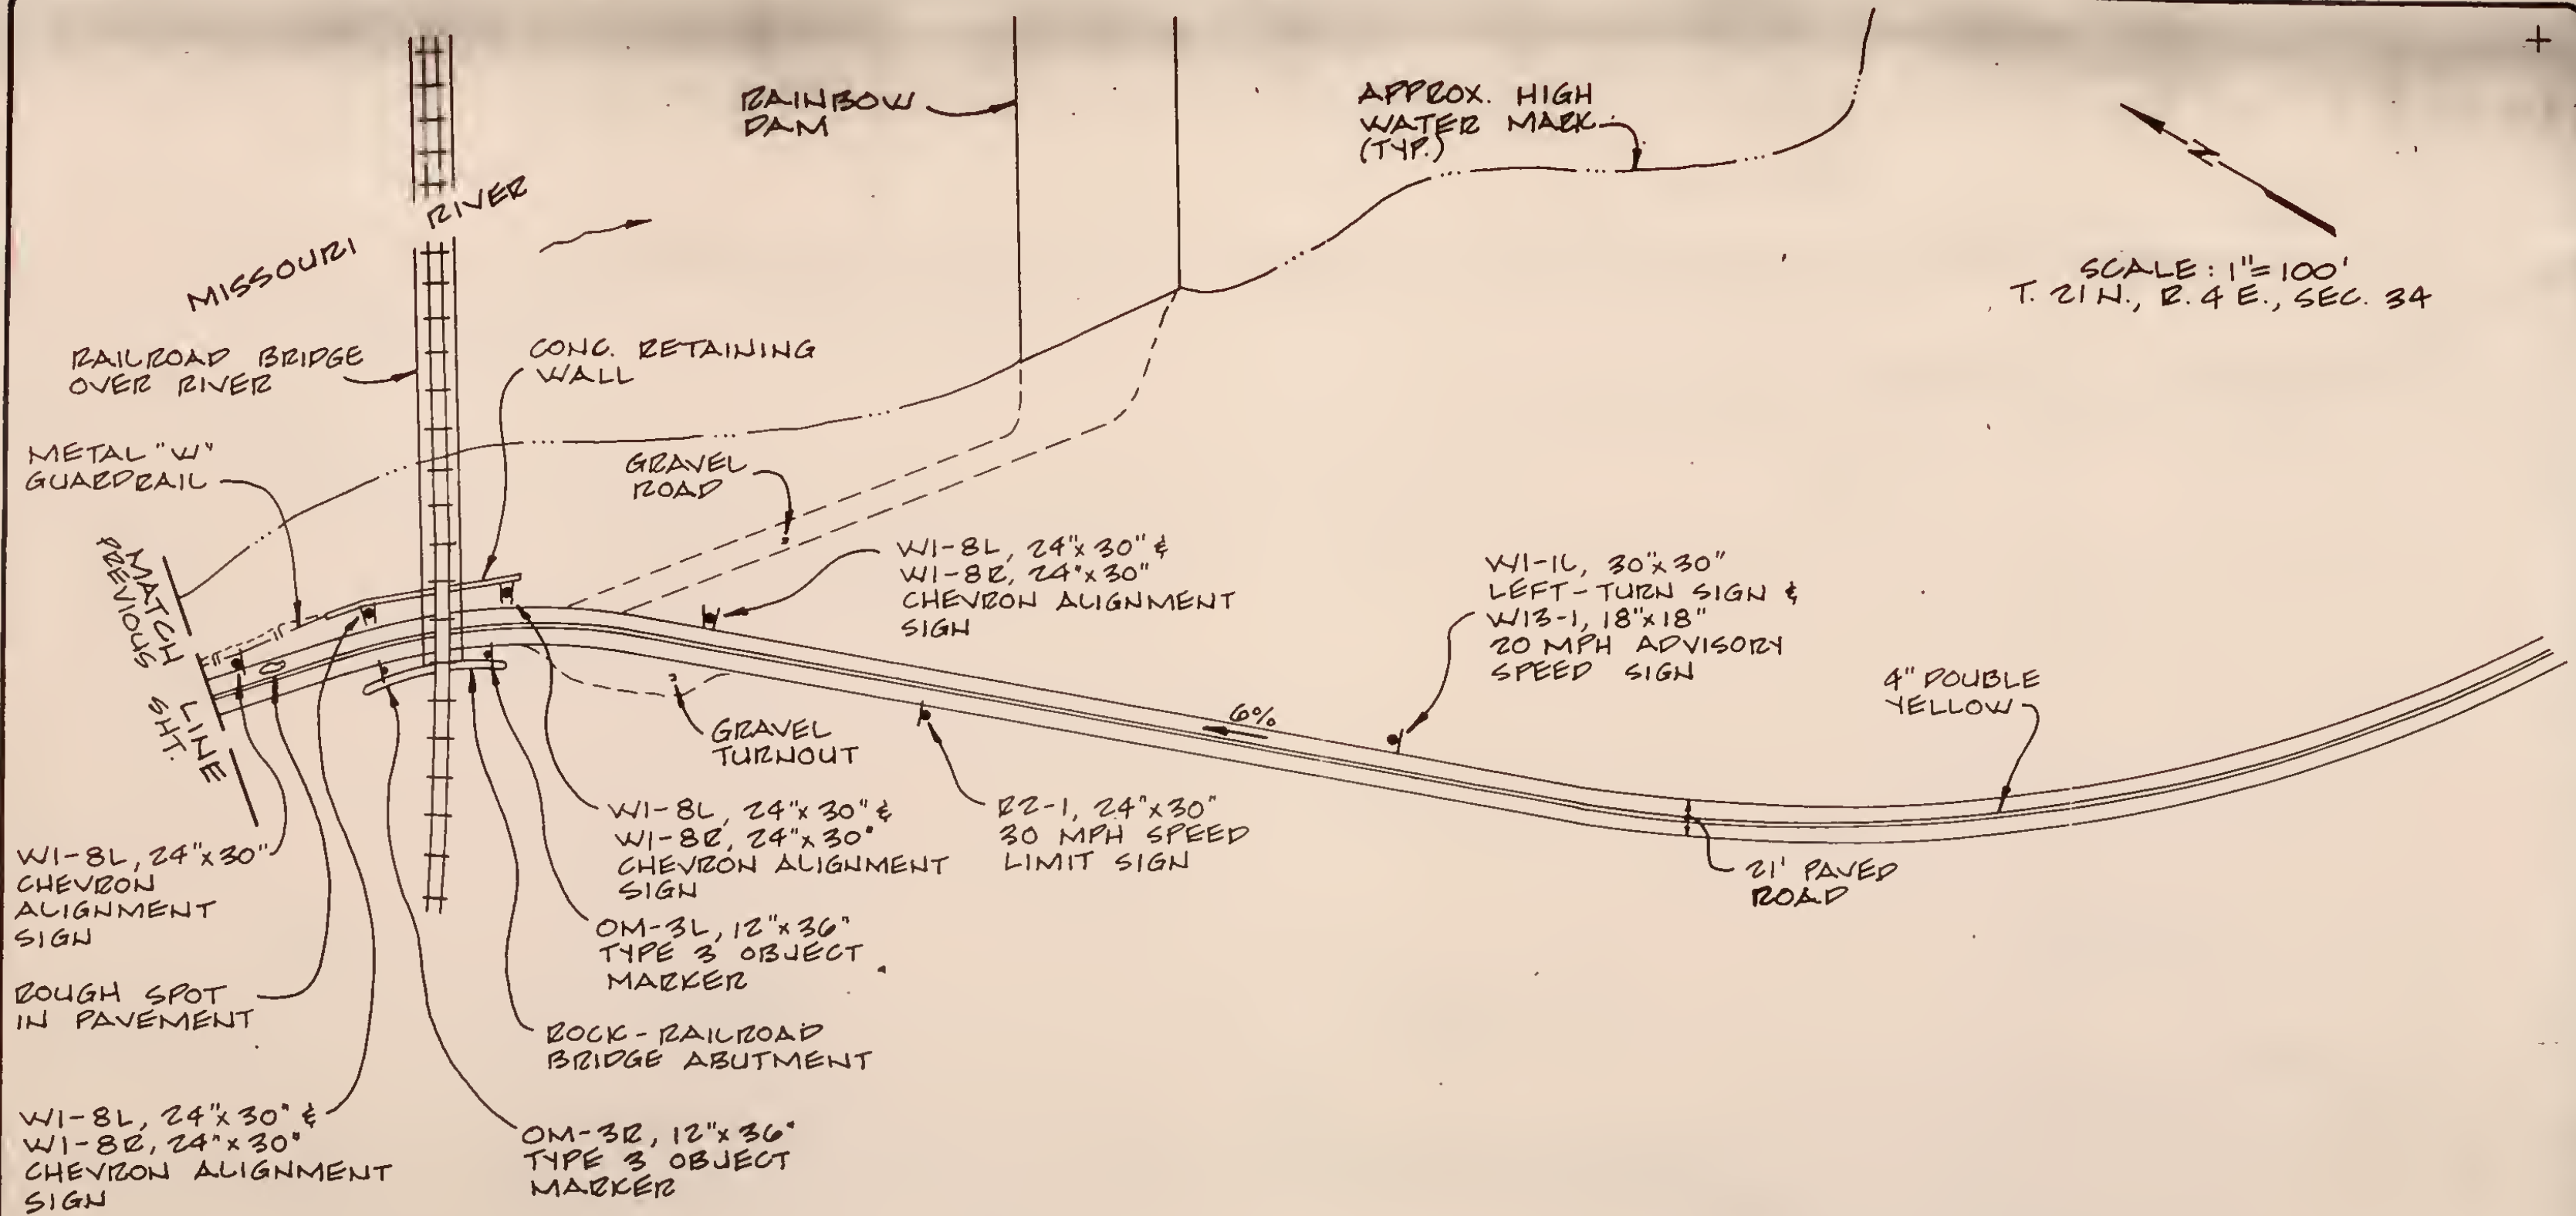 RAINBOW
DAM
APPROX. HIGH
WATER MARK
(TYP.)
N
SCALE: 1"=100'
T. 21 N., R. 4 E., SEC. 34
MISSOURI RIVER
RAILROAD BRIDGE
OVER RIVER
CONC. RETAINING
WALL
METAL "W"
GUARDRAIL
GRAVEL
ROAD
MATCH LINE
PREVIOUS SHT.
W1-8L, 24"x30" &
W1-8R, 24"x30"
CHEVRON ALIGNMENT
SIGN
W1-1L, 30"x30"
LEFT-TURN SIGN &
W13-1, 18"x18"
20 MPH ADVISORY
SPEED SIGN
4" DOUBLE
YELLOW
6%
GRAVEL
TURNOUT
W1-8L, 24"x30" &
W1-8R, 24"x30"
CHEVRON ALIGNMENT
SIGN
R2-1, 24"x30"
30 MPH SPEED
LIMIT SIGN
21' PAVED
ROAD
W1-8L, 24"x30"
CHEVRON
ALIGNMENT
SIGN
OM-3L, 12"x36"
TYPE 3 OBJECT
MARKER
ROUGH SPOT
IN PAVEMENT
ROCK-RAILROAD
BRIDGE ABUTMENT
W1-8L, 24"x30" &
W1-8R, 24"x30"
CHEVRON ALIGNMENT
SIGN
OM-3R, 12"x36"
TYPE 3 OBJECT
MARKER